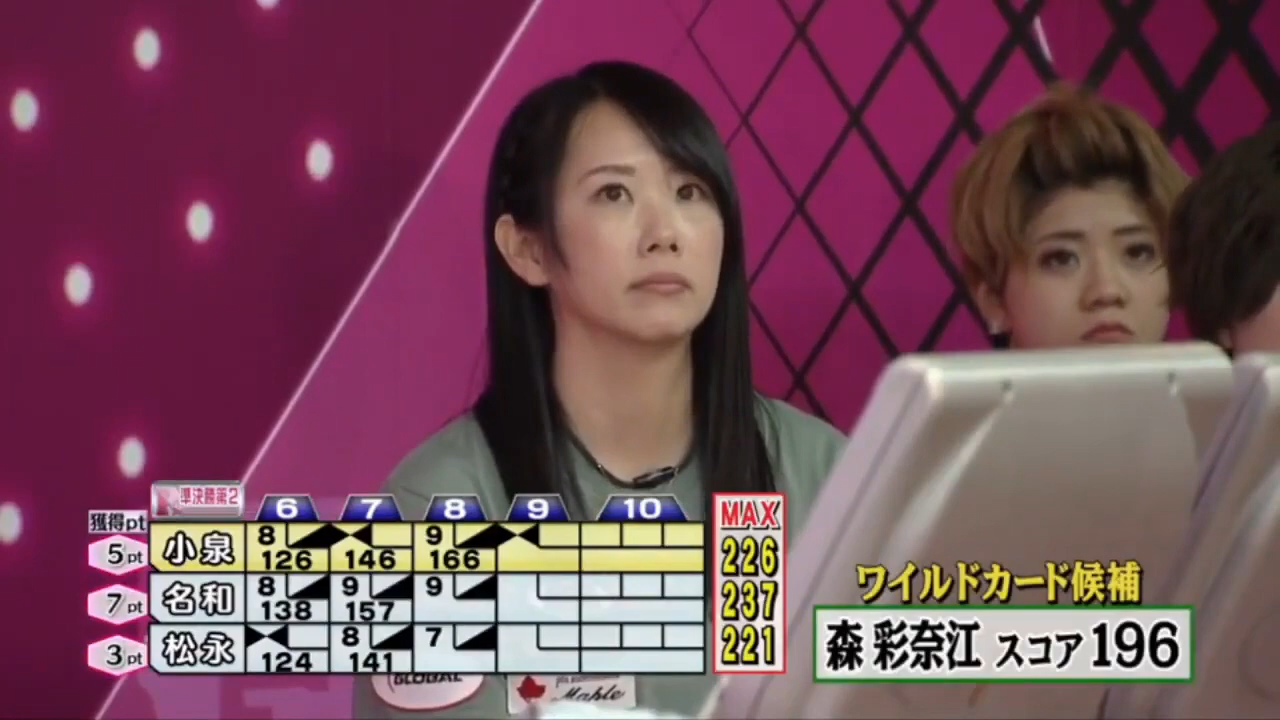 準決勝第2
6 7 8 9 10 MAX
獲得pt
5pt 小泉 8 9 226
126 146 166
7pt 名和 8 9 9 237
138 157
3pt 松永 8 7 221
124 141
ワイルドカード候補
森 彩奈江 スコア 196
GLOBAL
Maple